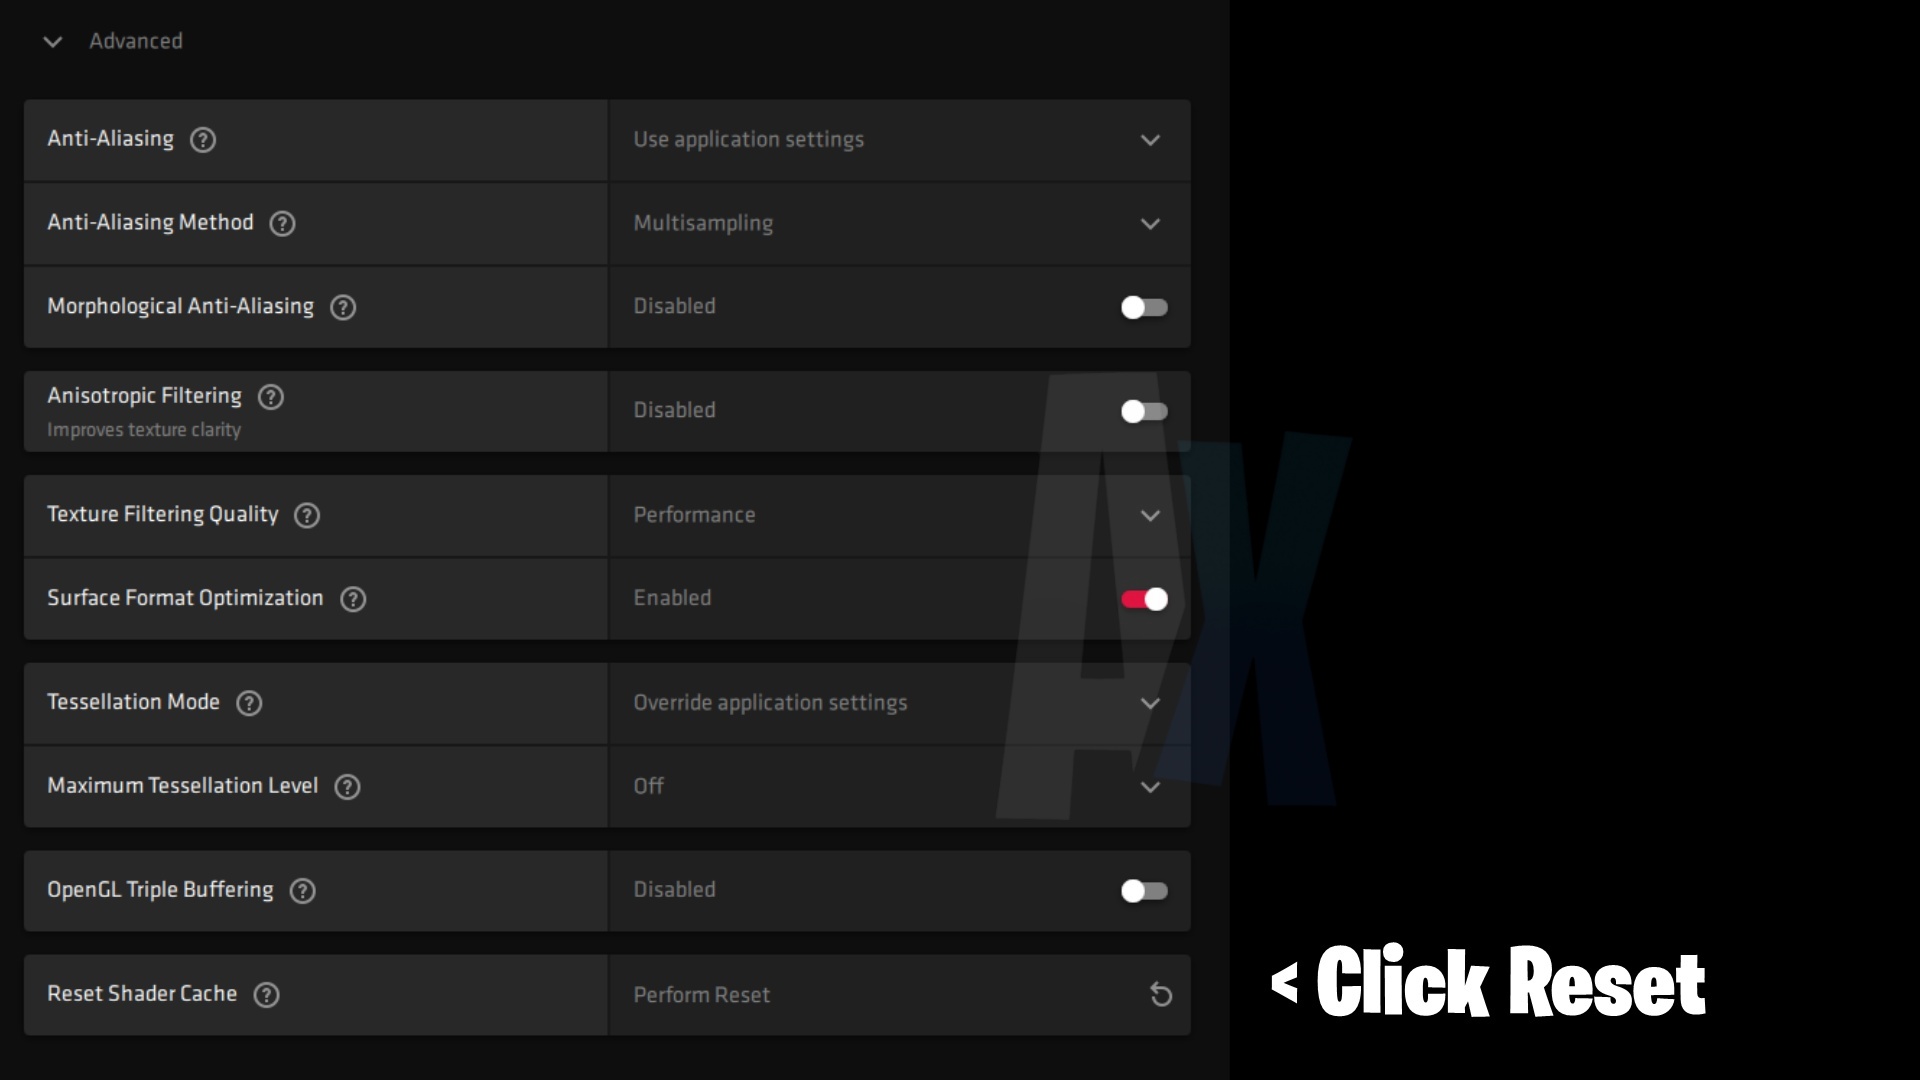 Advanced
Anti-Aliasing ? Use application settings
Anti-Aliasing Method ? Multisampling
Morphological Anti-Aliasing ? Disabled
Anisotropic Filtering ? Disabled
Improves texture clarity
Texture Filtering Quality ? Performance
Surface Format Optimization ? Enabled
Tessellation Mode ? Override application settings
Maximum Tessellation Level ? Off
OpenGL Triple Buffering ? Disabled
Reset Shader Cache ? Perform Reset
< Click Reset
AX